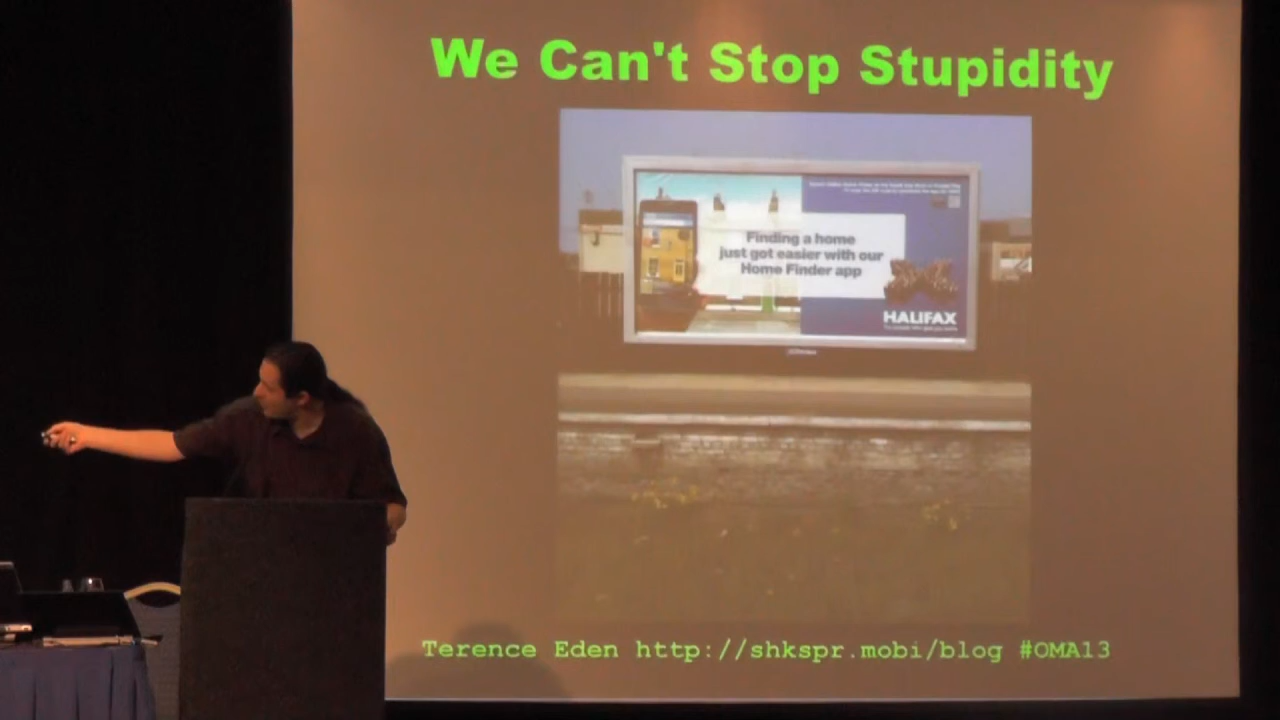 We Can't Stop Stupidity
Finding a home
just got easier with our
Home Finder app
HALIFAX
Terence Eden http://shkspr.mobi/blog #OMA13